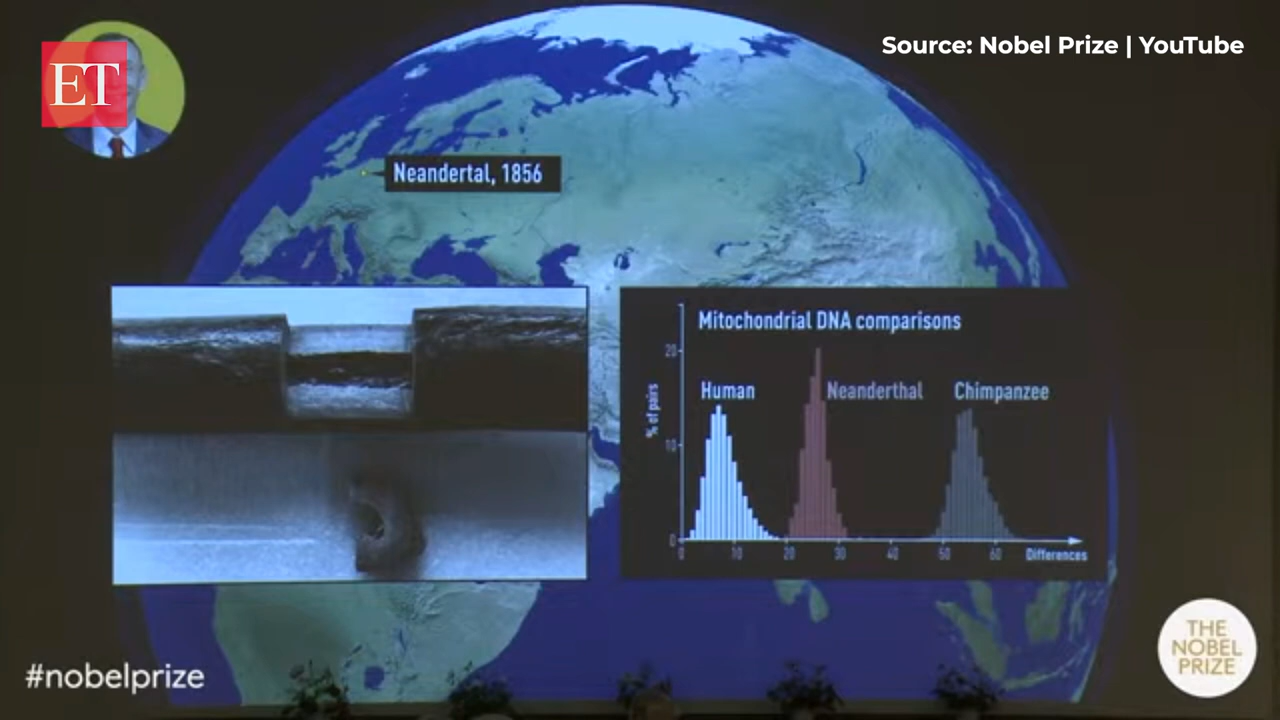 ET
Source: Nobel Prize | YouTube
Neandertal, 1856
Mitochondrial DNA comparisons
20
Human
Neanderthal
Chimpanzee
% of pairs
10
0
0 10 20 30 40 50 60
Differences
#nobelprize
THE
NOBEL
PRIZE